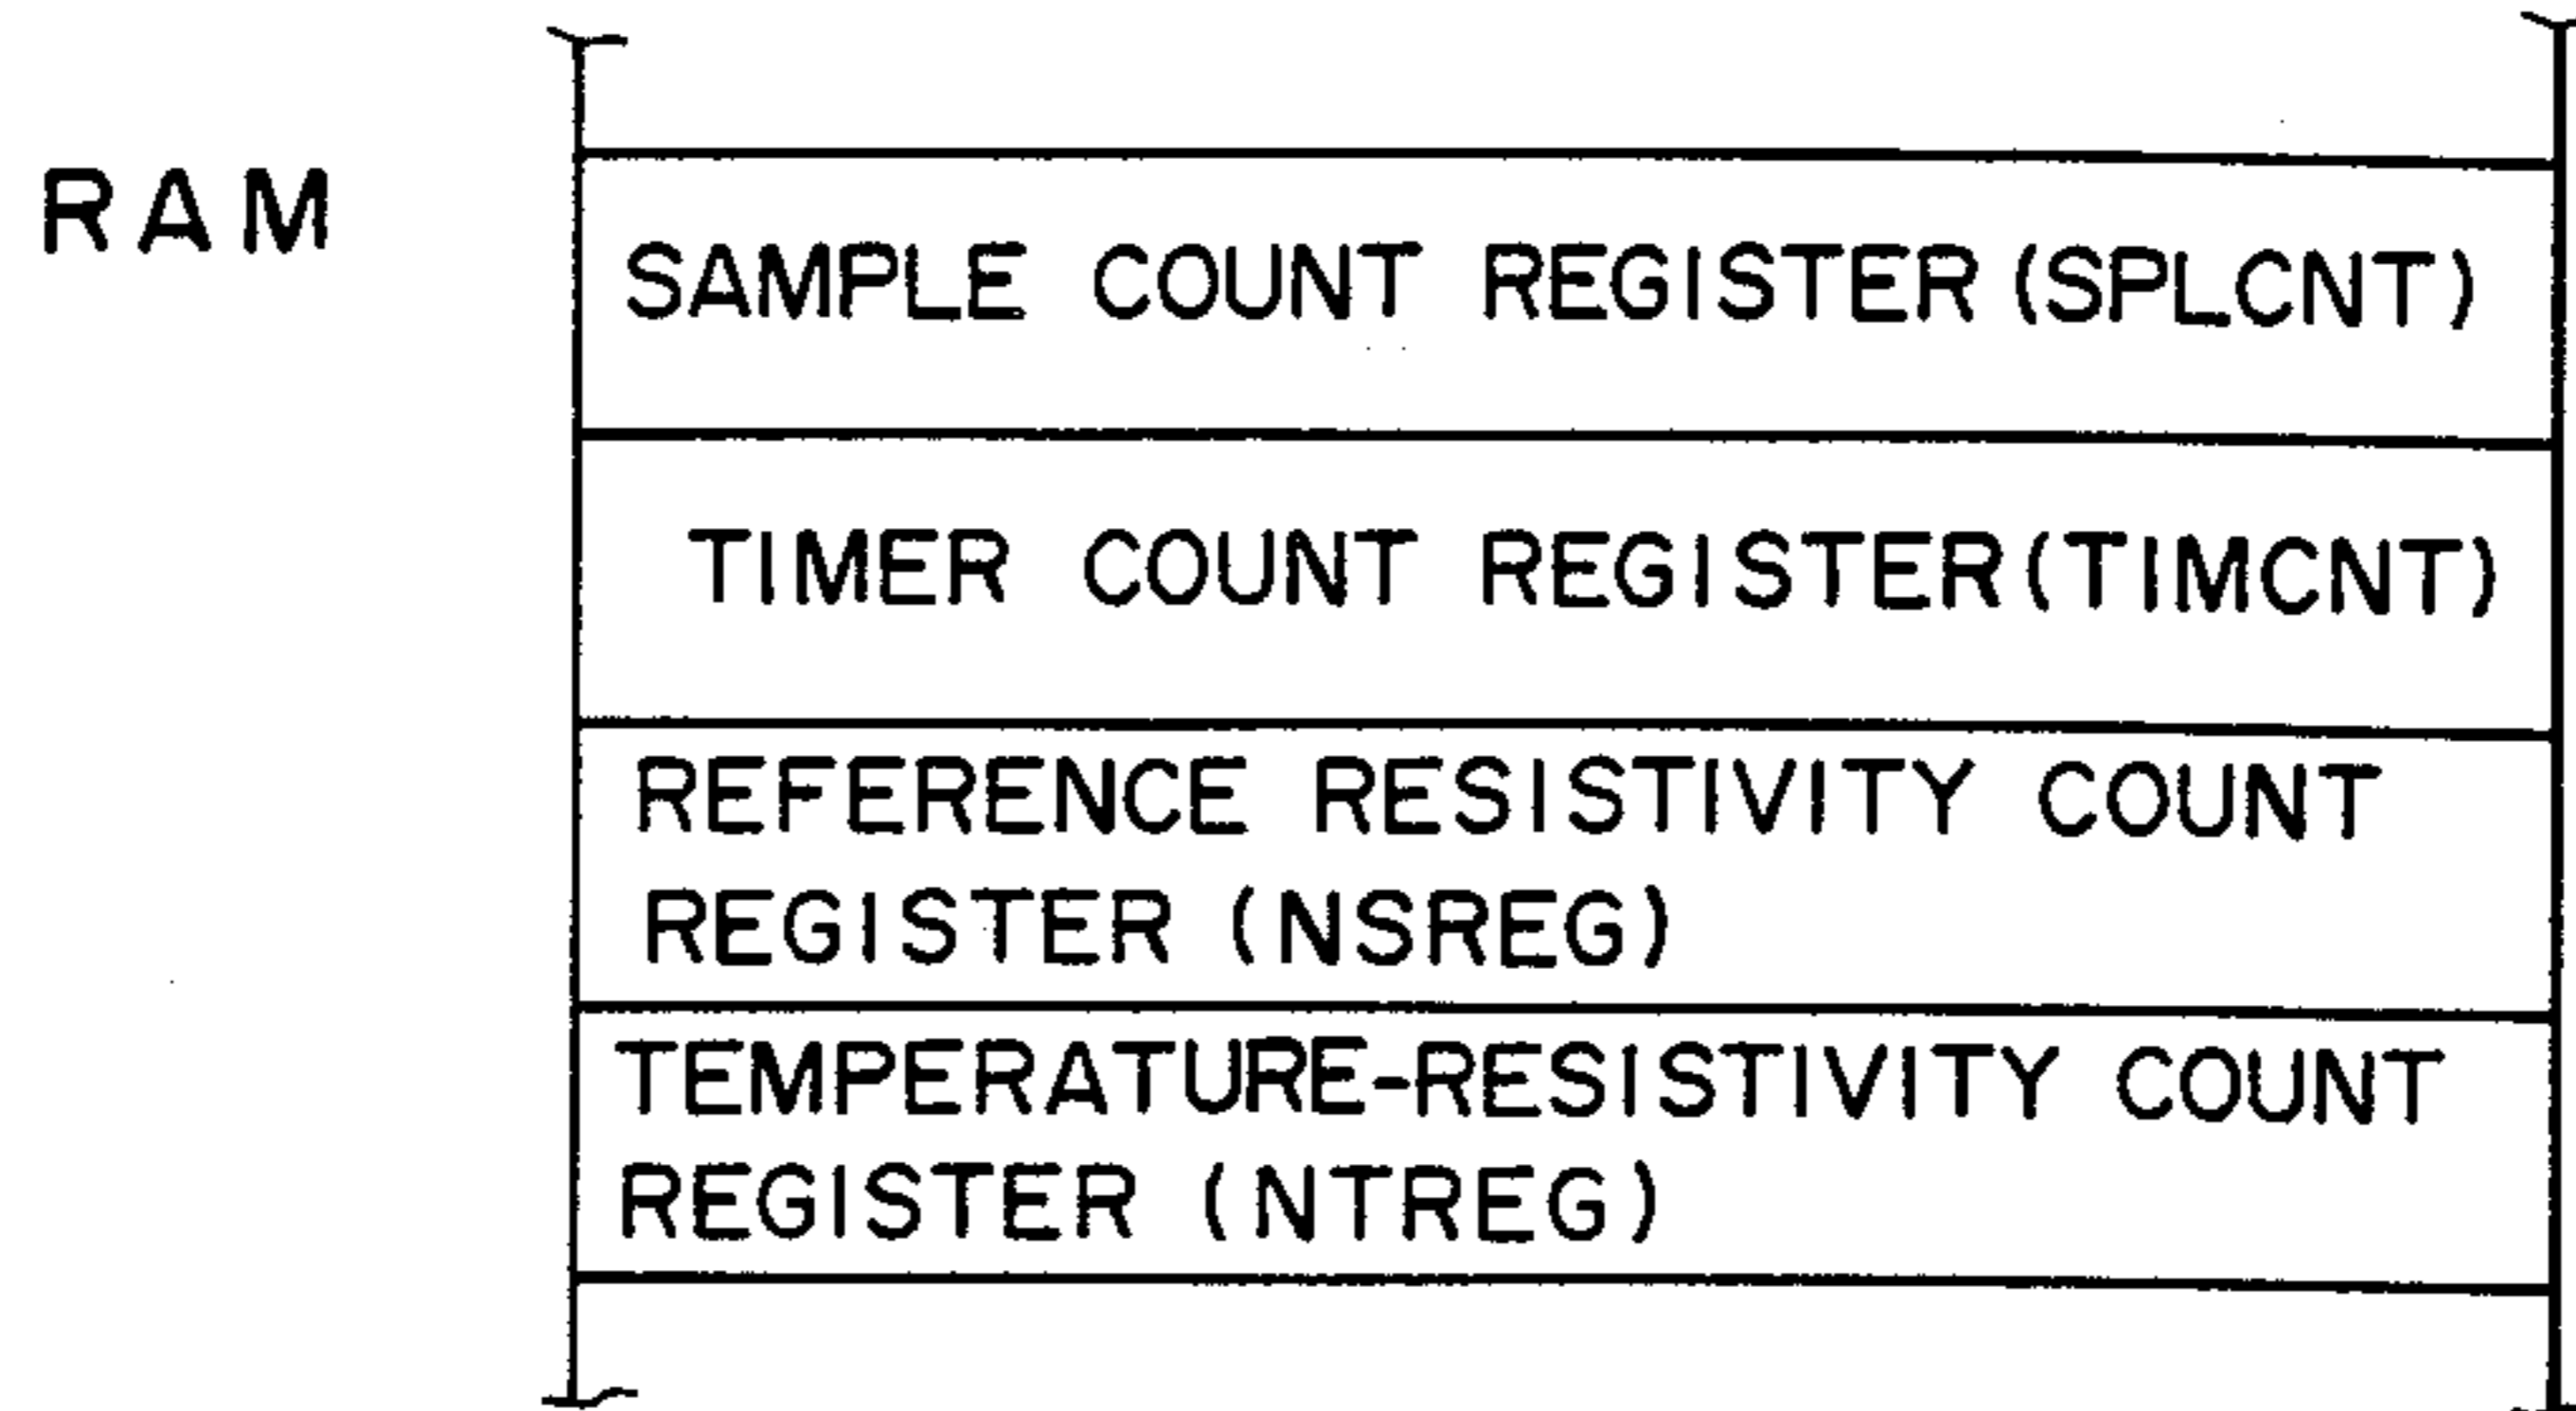 RAM
SAMPLE COUNT REGISTER (SPLCNT)
TIMER COUNT REGISTER (TIMCNT)
REFERENCE RESISTIVITY COUNT
REGISTER (NSREG)
TEMPERATURE-RESISTIVITY COUNT
REGISTER (NTREG)